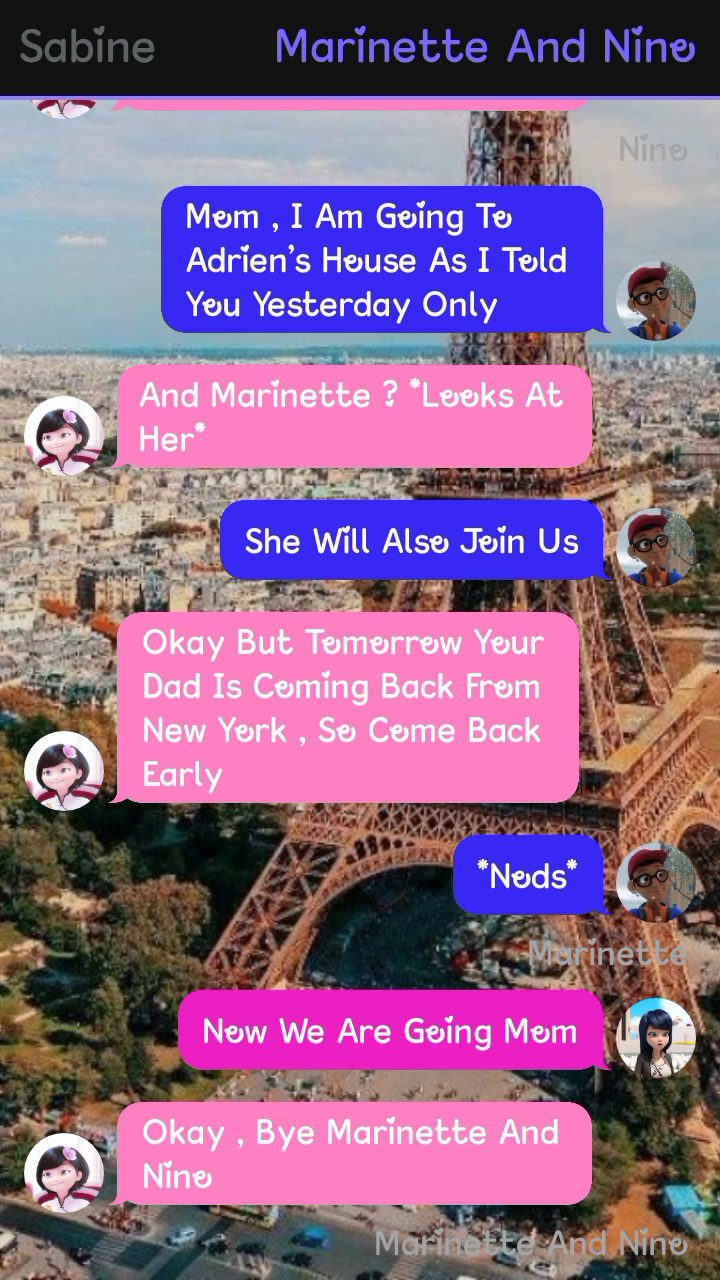 Sabine
Marinette And Nino
Nino
Mom , I Am Going To
Adrien's House As I Told
You Yesterday Only
And Marinette ? *Looks At
Her*
She Will Also Join Us
Okay But Tomorrow Your
Dad Is Coming Back From
New York , So Come Back
Early
*Nods*
Marinette
Now We Are Going Mom
Okay , Bye Marinette And
Nino
Marinette And Nino